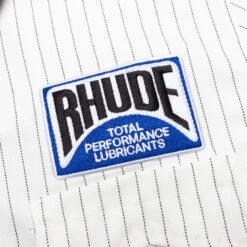 RHUDE
TOTAL
PERFORMANCE
LUBRICANTS